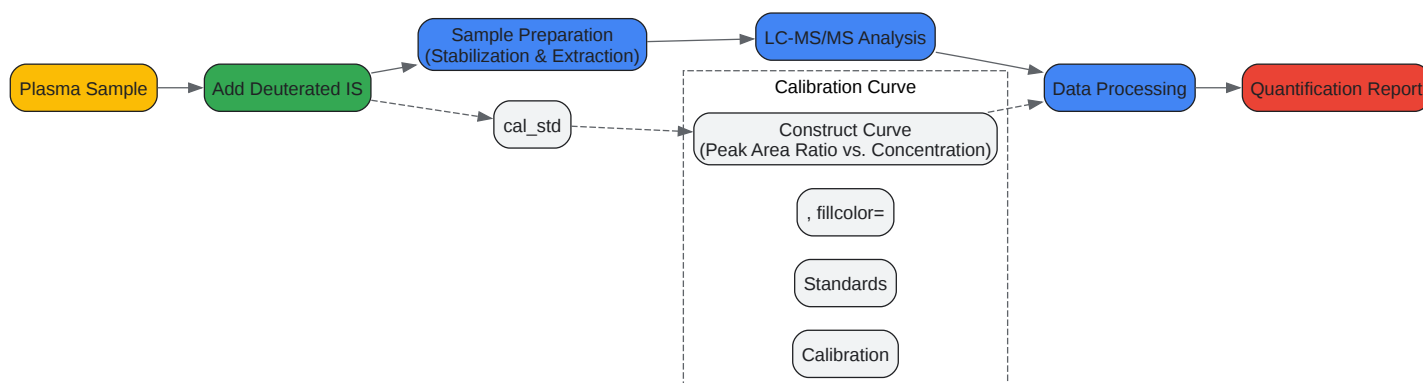 Plasma Sample
Add Deuterated IS
Sample Preparation
(Stabilization & Extraction)
LC-MS/MS Analysis
cal_std
Calibration Curve
Construct Curve
(Peak Area Ratio vs. Concentration)
, fillcolor=
Standards
Calibration
Data Processing
Quantification Report